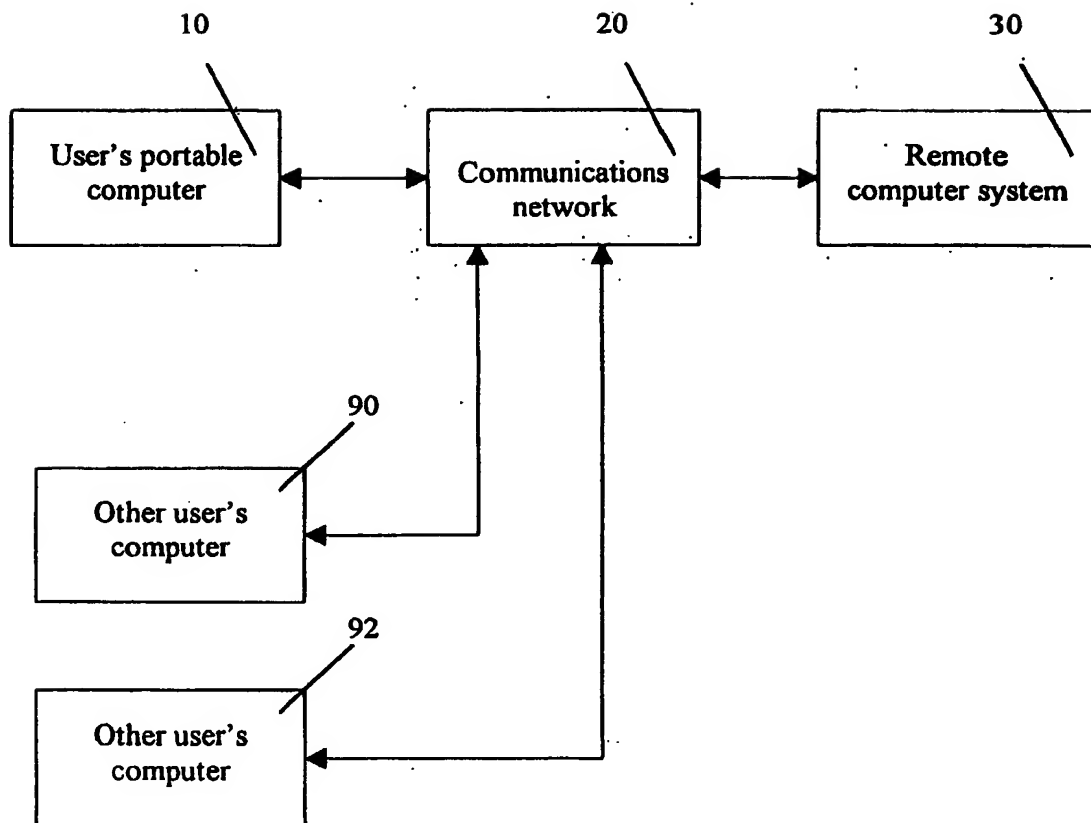 10
20
30
User's portable
computer
Communications
network
Remote
computer system
90
Other user's
computer
92
Other user's
computer